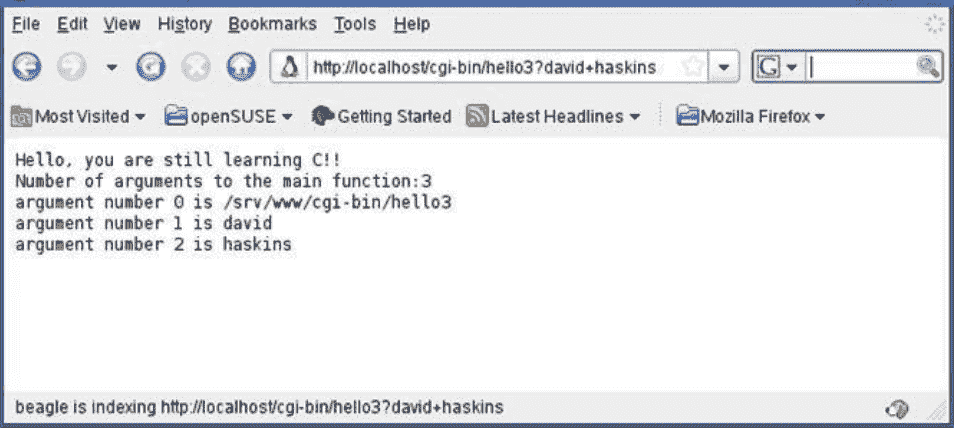 File Edit View History Bookmarks Tools Help
http://localhost/cgi-bin/hello3?david+haskins G
Most Visited openSUSE Getting Started Latest Headlines Mozilla Firefox
Hello, you are still learning C!!
Number of arguments to the main function:3
argument number 0 is /srv/www/cgi-bin/hello3
argument number 1 is david
argument number 2 is haskins
beagle is indexing http://localhost/cgi-bin/hello3?david+haskins